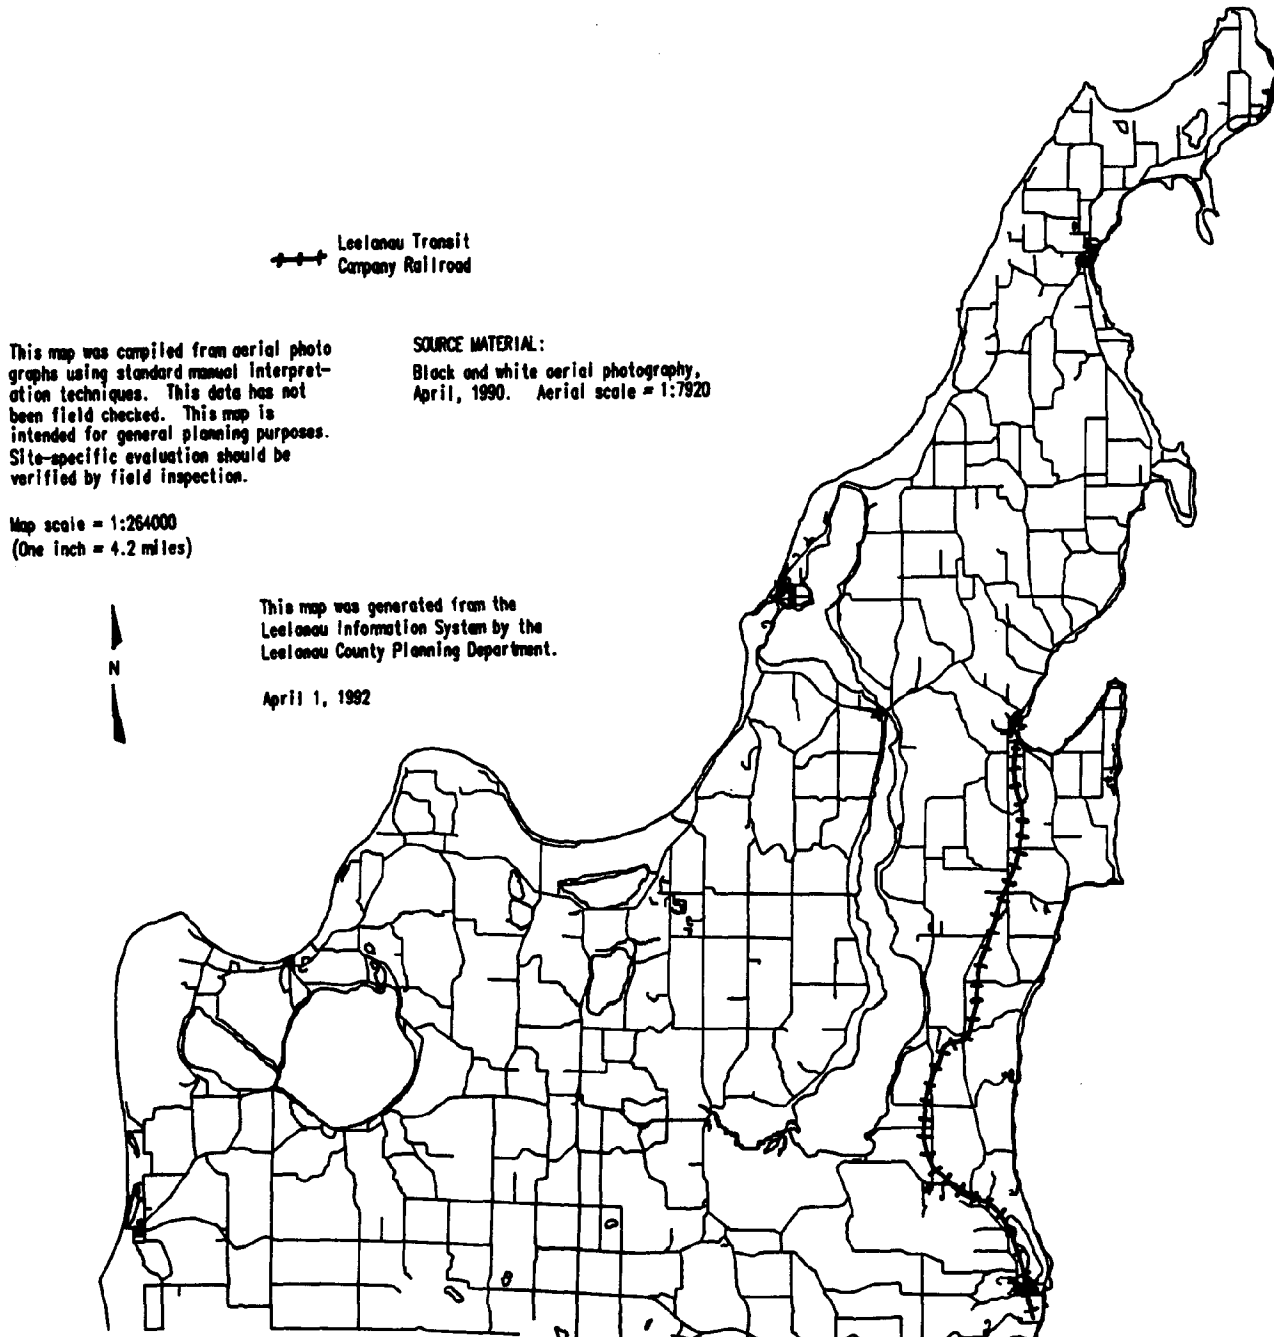 Leelanau Transit
Company Railroad
This map was compiled from aerial photo
graphs using standard manual interpret-
ation techniques. This data has not
been field checked. This map is
intended for general planning purposes.
Site-specific evaluation should be
verified by field inspection.
Map scale = 1:264000
(One inch = 4.2 miles)
SOURCE MATERIAL:
Black and white aerial photography,
April, 1990. Aerial scale = 1:7920
This map was generated from the
Leelanau Information System by the
Leelanau County Planning Department.
April 1, 1992
N